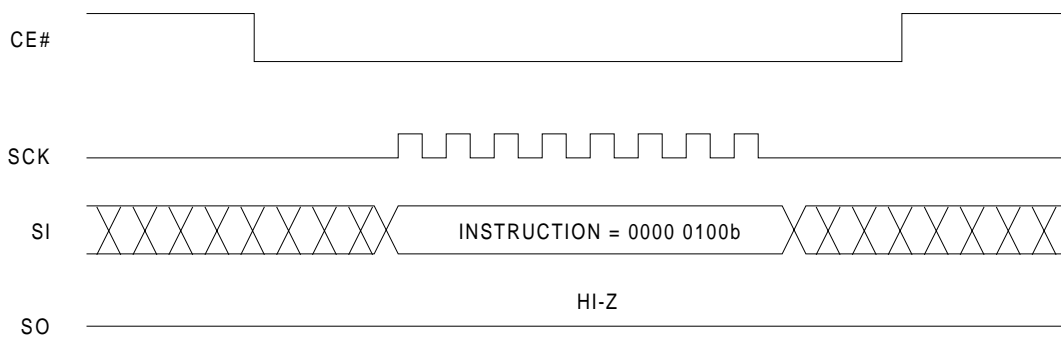 CE#
SCK
SI
INSTRUCTION = 0000 0100b
HI-Z
SO